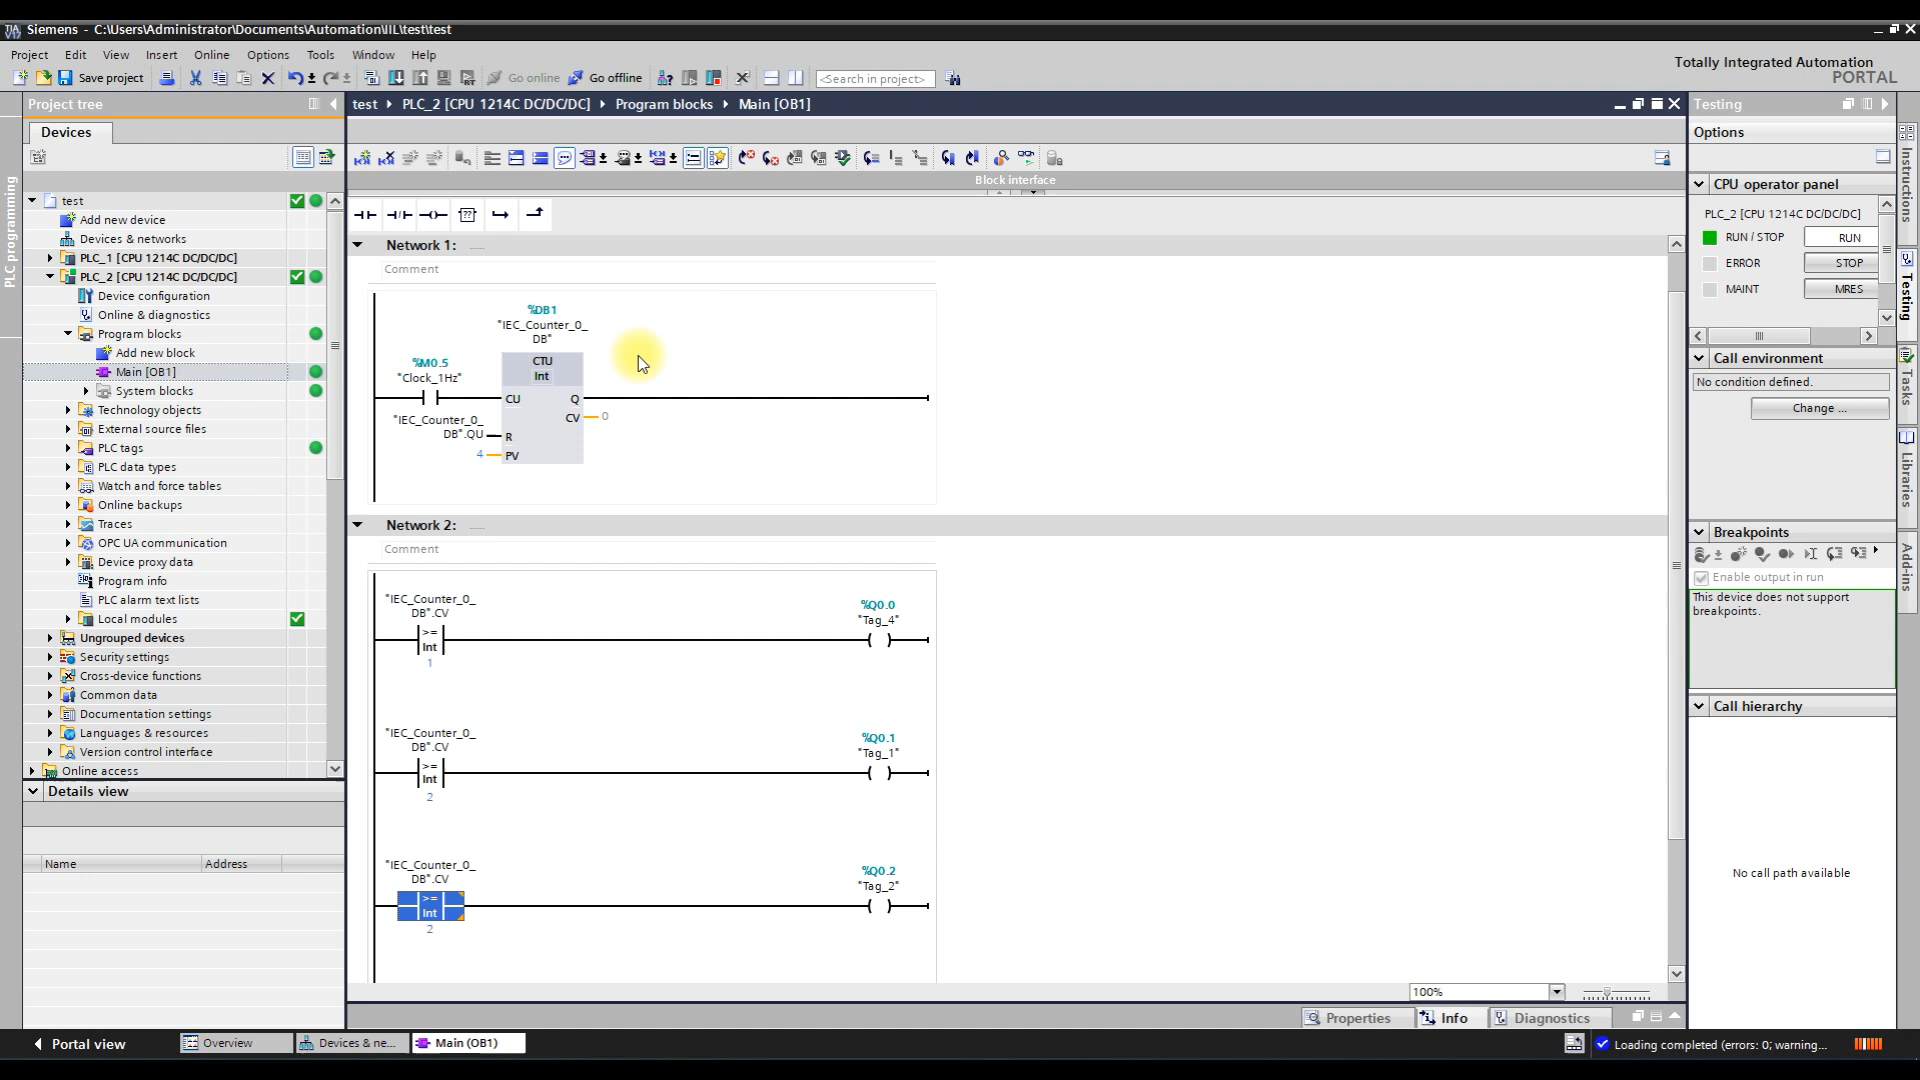 Siemens - C:\Users\Administrator\Documents\Automation\IIL\test\test
Project Edit View Insert Online Options Tools Window Help
Save project
Go online
Go offline
<Search in project>
Totally Integrated Automation
PORTAL
Project tree
Devices
PLC programming
test
Add new device
Devices & networks
PLC_1 [CPU 1214C DC/DC/DC]
PLC_2 [CPU 1214C DC/DC/DC]
Device configuration
Online & diagnostics
Program blocks
Add new block
Main [OB1]
System blocks
Technology objects
External source files
PLC tags
PLC data types
Watch and force tables
Online backups
Traces
OPC UA communication
Device proxy data
Program info
PLC alarm text lists
Local modules
Ungrouped devices
Security settings
Cross-device functions
Common data
Documentation settings
Languages & resources
Version control interface
Online access
Details view
Name Address
test PLC_2 [CPU 1214C DC/DC/DC] Program blocks Main [OB1]
Block interface
??
Network 1: .....
Comment
%DB1
"IEC_Counter_0_
DB"
CTU
Int
%M0.5
"Clock_1Hz"
CU Q
CV 0
"IEC_Counter_0_
DB".QU R
4 PV
Network 2: .....
Comment
"IEC_Counter_0_
DB".CV
>=
Int
1
%Q0.0
"Tag_4"
"IEC_Counter_0_
DB".CV
>=
Int
2
%Q0.1
"Tag_1"
"IEC_Counter_0_
DB".CV
>=
Int
2
%Q0.2
"Tag_2"
100%
Properties Info Diagnostics
Testing
Options
CPU operator panel
PLC_2 [CPU 1214C DC/DC/DC]
RUN / STOP RUN
ERROR STOP
MAINT MRES
Call environment
No condition defined.
Change ...
Breakpoints
Enable output in run
This device does not support
breakpoints.
Call hierarchy
No call path available
Instructions
Testing
Tasks
Libraries
Add-ins
Portal view
Overview
Devices & ne...
Main (OB1)
Loading completed (errors: 0; warning...